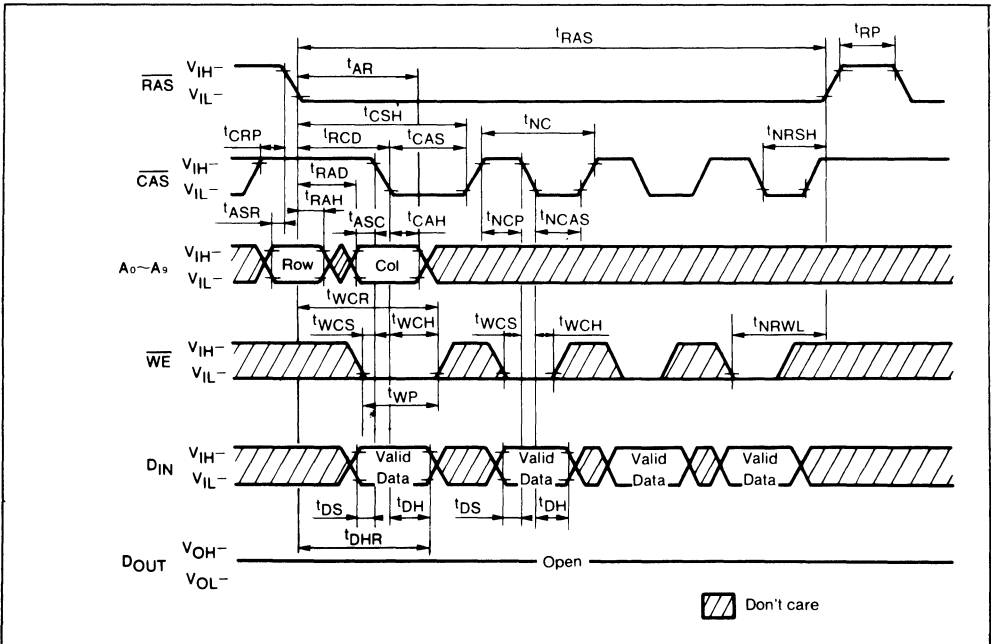 tRAS
tRP
tAR
RAS
VIH–
VIL–
tCSH
tCRP
tRCD
tCAS
tNC
tNRSH
CAS
VIH–
VIL–
tRAD
tRAH
tASR
tASC
tCAH
tNCP
tNCAS
A0~A9
VIH–
VIL–
Row
Col
tWCR
tWCS
tWCH
tWCS
tWCH
tNRWL
WE
VIH–
VIL–
tWP
DIN
VIH–
VIL–
Valid Data
Valid Data
Valid Data
Valid Data
tDS
tDH
tDS
tDH
tDHR
DOUT
VOH–
VOL–
Open
Don't care